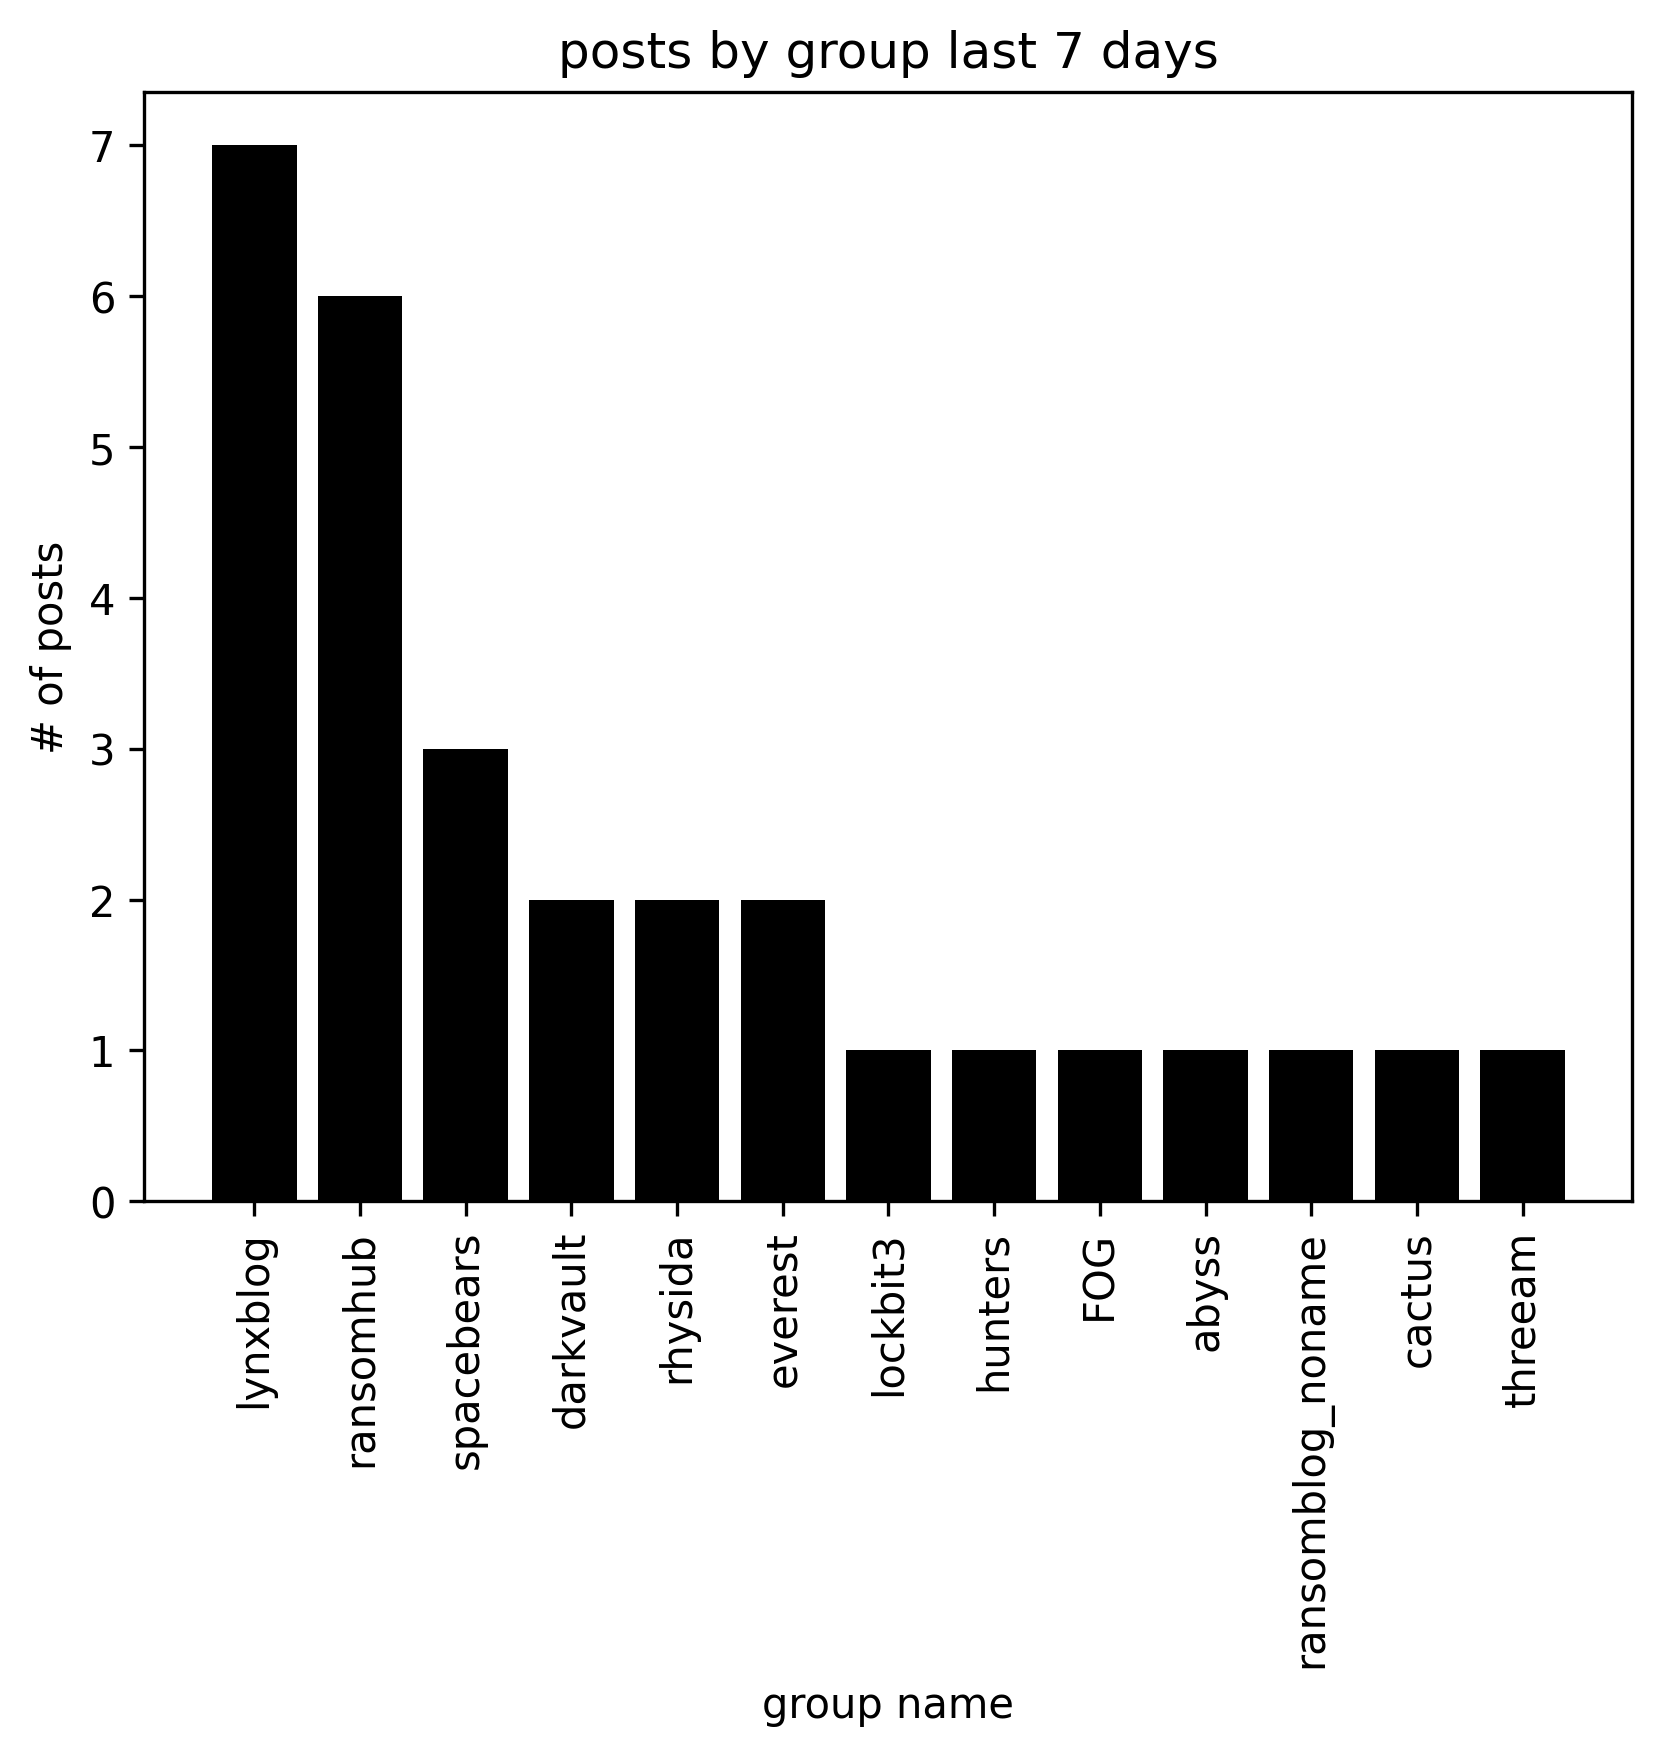 posts by group last 7 days
# of posts
7
6
5
4
3
2
1
0
lynxblog
ransomhub
spacebears
darkvault
rhysida
everest
lockbit3
hunters
FOG
abyss
ransomblog_noname
cactus
threeam
group name